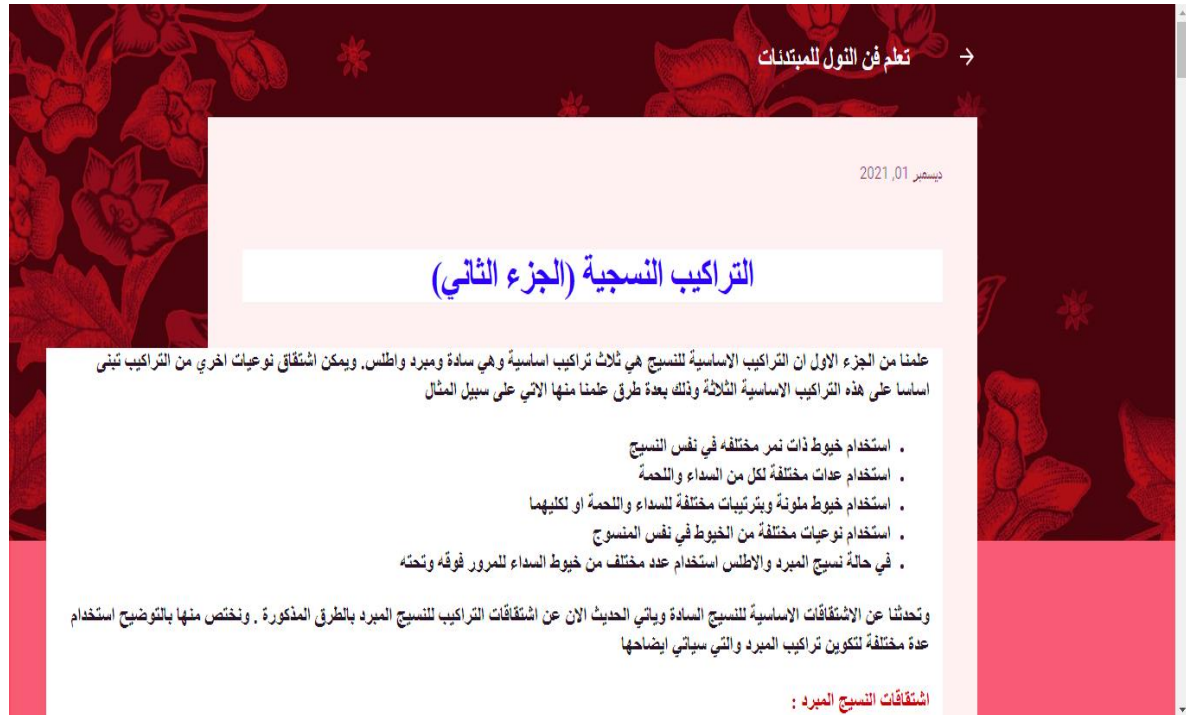 تعلم فن النول للمبتدئات
ديسمبر 01, 2021
التراكيب النسجية (الجزء الثاني)
علمنا من الجزء الاول ان التراكيب الاساسية للنسيج هي ثلاث تراكيب اساسية وهي سادة ومبرد واطلس. ويمكن اشتقاق نوعيات اخري من التراكيب تبنى
اساسا على هذه التراكيب الاساسية الثلاثة وذلك بعدة طرق علمنا منها الاتي على سبيل المثال
• استخدام خيوط ذات نمر مختلفه في نفس النسيج
• استخدام عدات مختلفة لكل من السداء واللحمة
• استخدام خيوط ملونة وبترتيبات مختلفة للسداء واللحمة او لكليهما
• استخدام نوعيات مختلفة من الخيوط في نفس المنسوج
• في حالة نسيج المبرد والاطلس استخدام عدد مختلف من خيوط السداء للمرور فوقه وتحته
وتحدثنا عن الاشتقاقات الاساسية للنسيج السادة وياتي الحديث الان عن اشتقاقات التراكيب للنسيج المبرد بالطرق المذكورة . ونختص منها بالتوضيح استخدام
عدة مختلفة لتكوين تراكيب المبرد والتي سياتي ايضاحها
اشتقاقات النسيج المبرد :